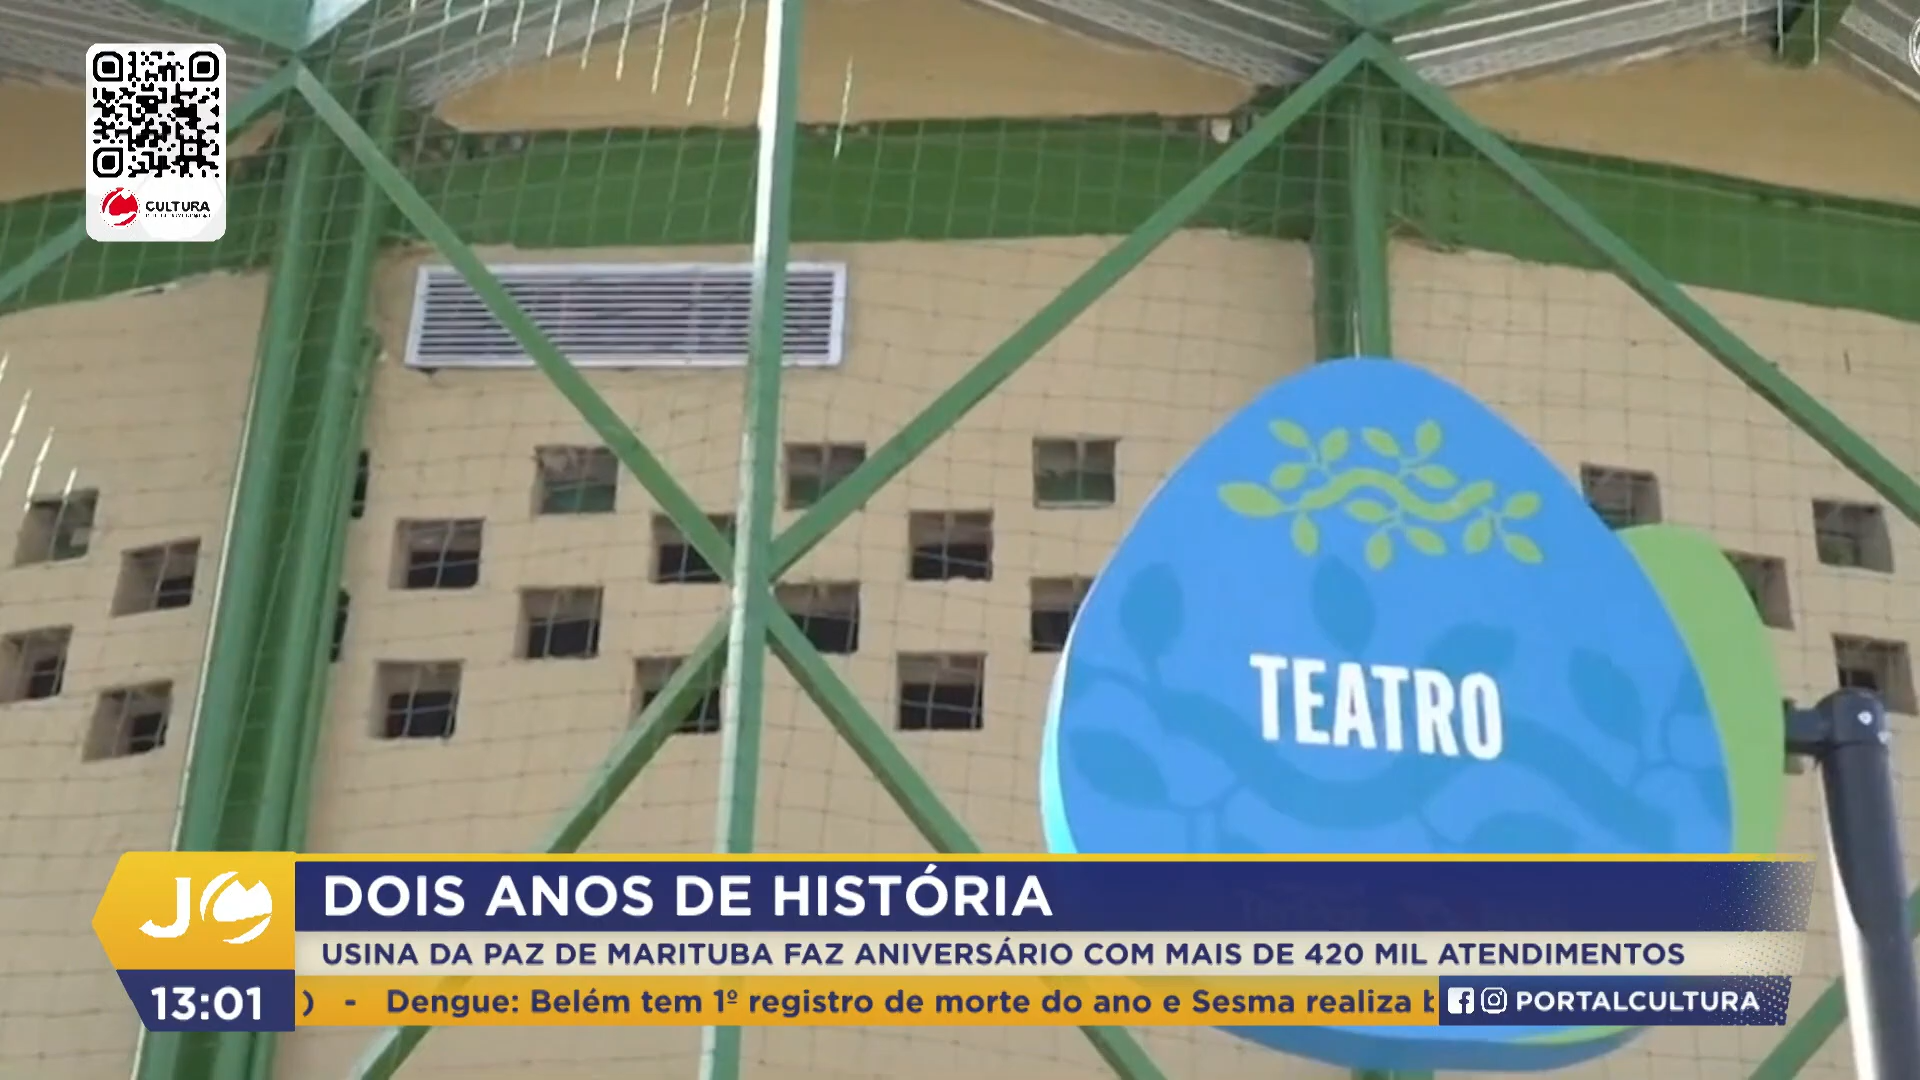 CULTURA
TEATRO
JC
DOIS ANOS DE HISTÓRIA
USINA DA PAZ DE MARITUBA FAZ ANIVERSÁRIO COM MAIS DE 420 MIL ATENDIMENTOS
13:01
) - Dengue: Belém tem 1º registro de morte do ano e Sesma realiza
PORTALCULTURA